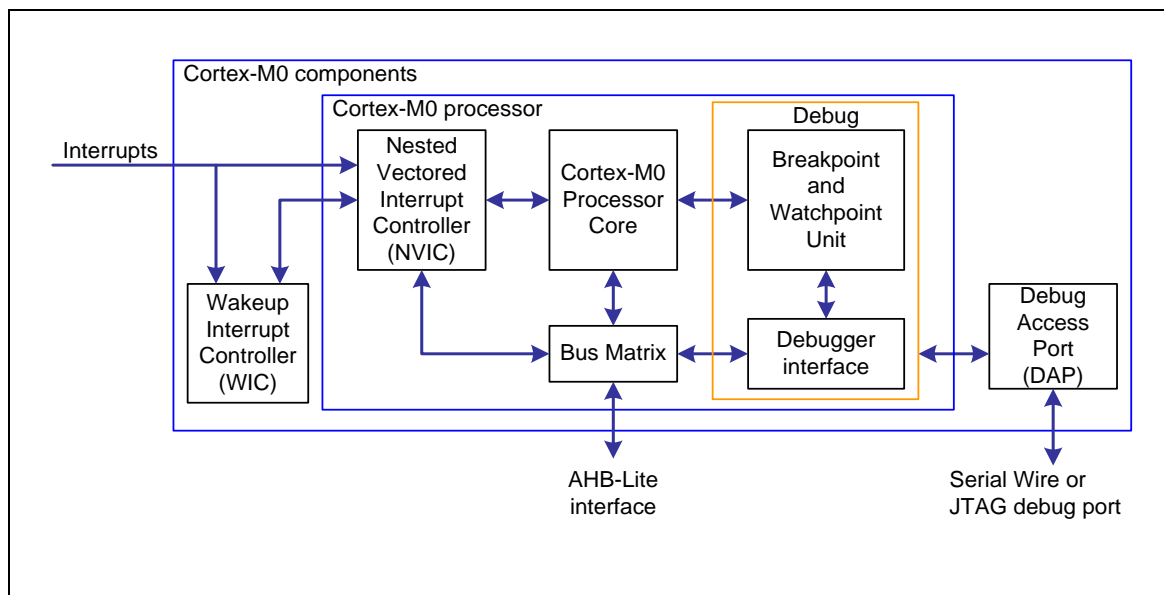 Cortex-M0 components
Cortex-M0 processor
Debug
Interrupts
Nested
Vectored
Interrupt
Controller
(NVIC)
Cortex-M0
Processor
Core
Breakpoint
and
Watchpoint
Unit
Wakeup
Interrupt
Controller
(WIC)
Bus Matrix
Debugger
interface
Debug
Access
Port
(DAP)
AHB-Lite
interface
Serial Wire or
JTAG debug port